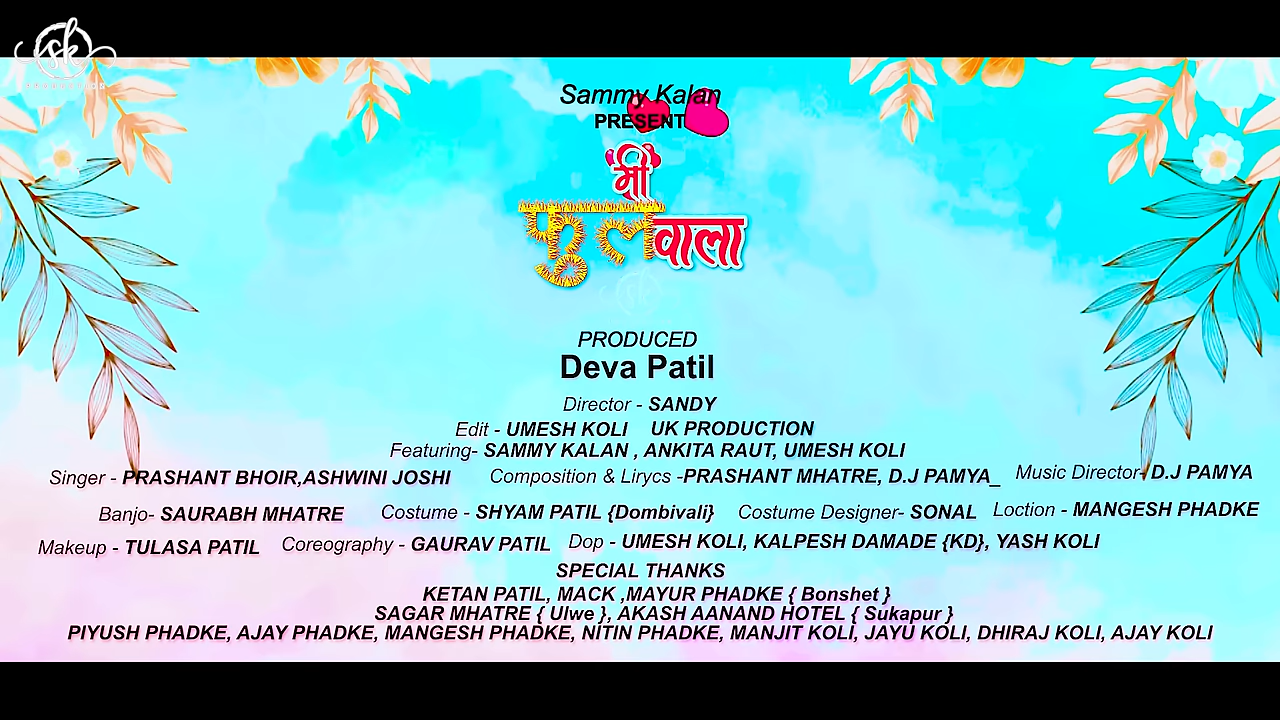 sk
Sammy Kalan
PRESENT
मी
फुलवाला
PRODUCED
Deva Patil
Director - SANDY
Edit - UMESH KOLI UK PRODUCTION
Featuring- SAMMY KALAN , ANKITA RAUT, UMESH KOLI
Singer - PRASHANT BHOIR,ASHWINI JOSHI Composition & Lirycs -PRASHANT MHATRE, D.J PAMYA_ Music Director- D.J PAMYA
Banjo- SAURABH MHATRE Costume - SHYAM PATIL {Dombivali} Costume Designer- SONAL Loction - MANGESH PHADKE
Makeup - TULASA PATIL Coreography - GAURAV PATIL Dop - UMESH KOLI, KALPESH DAMADE {KD}, YASH KOLI
SPECIAL THANKS
KETAN PATIL, MACK ,MAYUR PHADKE { Bonshet }
SAGAR MHATRE { Ulwe }, AKASH AANAND HOTEL { Sukapur }
PIYUSH PHADKE, AJAY PHADKE, MANGESH PHADKE, NITIN PHADKE, MANJIT KOLI, JAYU KOLI, DHIRAJ KOLI, AJAY KOLI